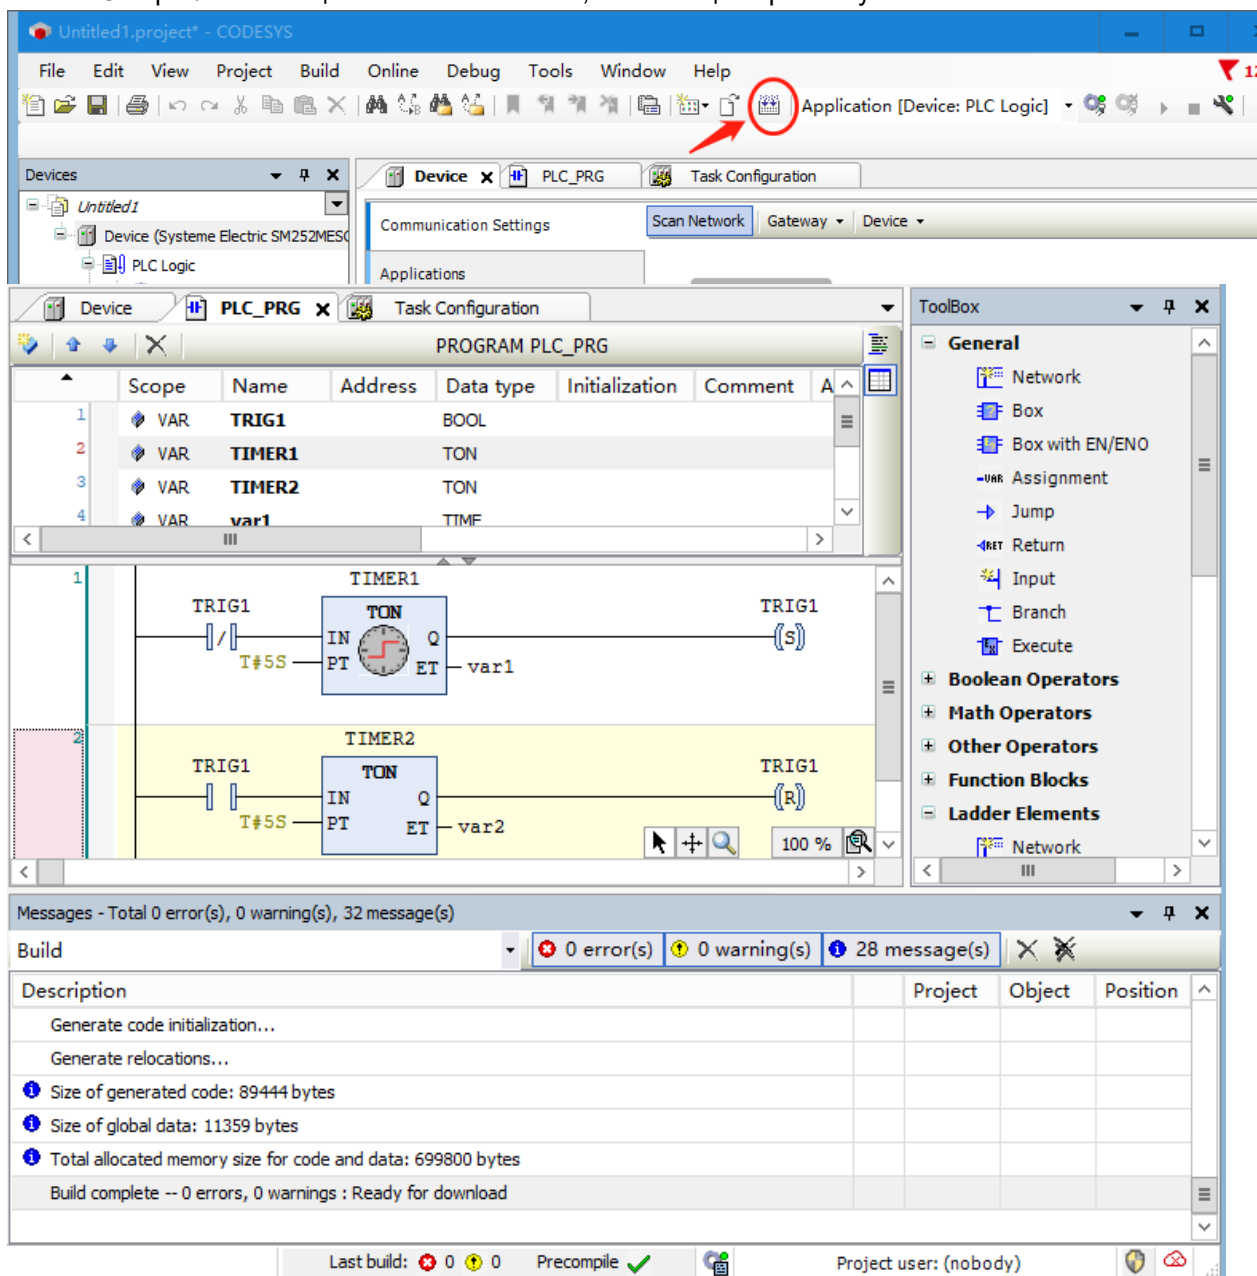 Untitled1.project* - CODESYS
File Edit View Project Build Online Debug Tools Window Help
Application [Device: PLC Logic]
Devices
Device PLC_PRG Task Configuration
Untitled1
Device (Systeme Electric SM252MESC
PLC Logic
Communication Settings
Scan Network Gateway Device
Applications
Device PLC_PRG Task Configuration
PROGRAM PLC_PRG
Scope Name Address Data type Initialization Comment A
1 VAR TRIG1 BOOL
2 VAR TIMER1 TON
3 VAR TIMER2 TON
4 VAR var1 TIME
1
TIMER1
TRIG1 TON TRIG1
IN Q S
T#5S PT ET var1
2
TIMER2
TRIG1 TON TRIG1
IN Q R
T#5S PT ET var2
100 %
ToolBox
General
Network
Box
Box with EN/ENO
VAR Assignment
Jump
RET Return
Input
Branch
Execute
Boolean Operators
Math Operators
Other Operators
Function Blocks
Ladder Elements
Network
Messages - Total 0 error(s), 0 warning(s), 32 message(s)
Build 0 error(s) 0 warning(s) 28 message(s)
Description Project Object Position
Generate code initialization...
Generate relocations...
Size of generated code: 89444 bytes
Size of global data: 11359 bytes
Total allocated memory size for code and data: 699800 bytes
Build complete -- 0 errors, 0 warnings : Ready for download
Last build: 0 0 Precompile Project user: (nobody)